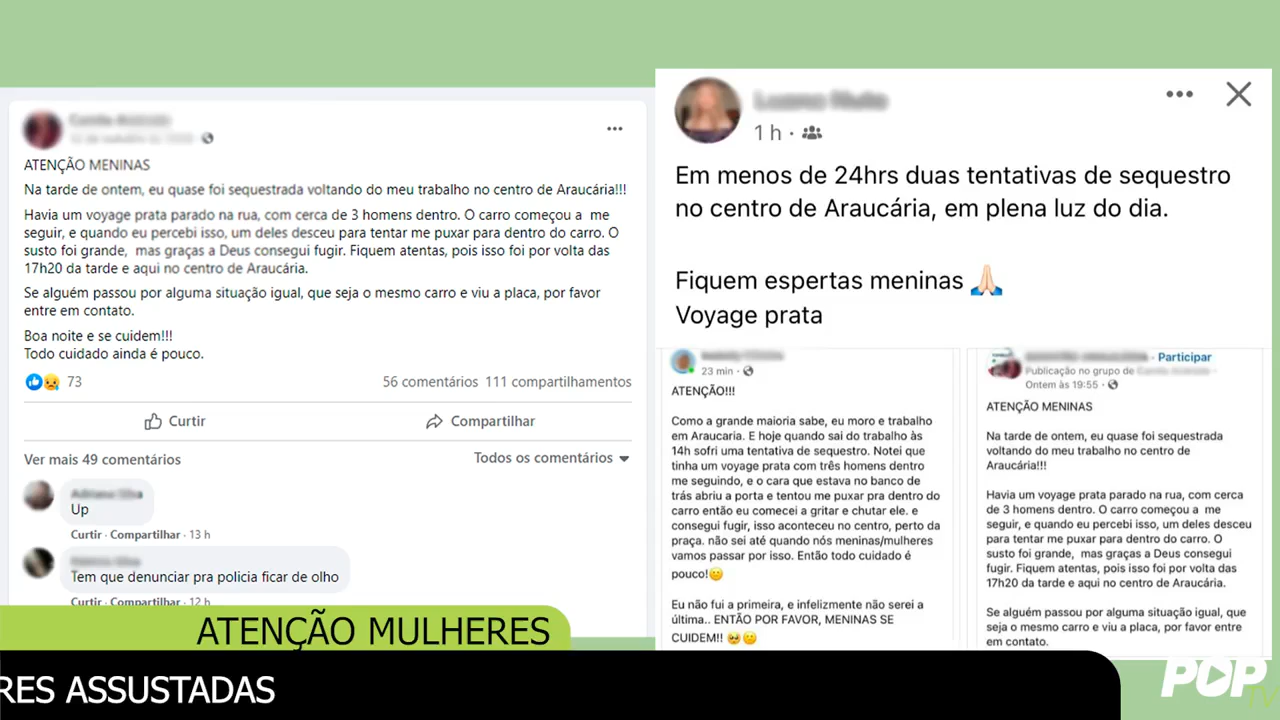 ATENÇÃO MENINAS
Na tarde de ontem, eu quase foi sequestrada voltando do meu trabalho no centro de Araucária!!!
Havia um voyage prata parado na rua, com cerca de 3 homens dentro. O carro começou a  me
seguir, e quando eu percebi isso, um deles desceu para tentar me puxar para dentro do carro. O
susto foi grande,  mas graças a Deus consegui fugir. Fiquem atentas, pois isso foi por volta das
17h20 da tarde e aqui no centro de Araucária.
Se alguém passou por alguma situação igual, que seja o mesmo carro e viu a placa, por favor
entre em contato.
Boa noite e se cuidem!!!
Todo cuidado ainda é pouco.
73
56 comentários 111 compartilhamentos
Curtir
Compartilhar
Ver mais 49 comentários
Todos os comentários
Up
Curtir · Compartilhar · 13 h
Tem que denunciar pra policia ficar de olho
Curtir · Compartilhar · 12 h
1 h ·
Em menos de 24hrs duas tentativas de sequestro
no centro de Araucária, em plena luz do dia.
Fiquem espertas meninas 🙏🏻
Voyage prata
23 min ·
ATENÇÃO!!!
Como a grande maioria sabe, eu moro e trabalho
em Araucaria. E hoje quando sai do trabalho às
14h sofri uma tentativa de sequestro. Notei que
tinha um voyage prata com três homens dentro
me seguindo, e o cara que estava no banco de
trás abriu a porta e tentou me puxar pra dentro do
carro então eu comecei a gritar e chutar ele. e
consegui fugir, isso aconteceu no centro, perto da
praça. não sei até quando nós meninas/mulheres
vamos passar por isso. Então todo cuidado é
pouco!
Eu não fui a primeira, e infelizmente não serei a
última.. ENTÃO POR FAVOR, MENINAS SE
CUIDEM!!
· Participar
Publicação no grupo de
Ontem às 19:55 ·
ATENÇÃO MENINAS
Na tarde de ontem, eu quase foi sequestrada
voltando do meu trabalho no centro de
Araucária!!!
Havia um voyage prata parado na rua, com cerca
de 3 homens dentro. O carro começou a  me
seguir, e quando eu percebi isso, um deles desceu
para tentar me puxar para dentro do carro. O
susto foi grande,  mas graças a Deus consegui
fugir. Fiquem atentas, pois isso foi por volta das
17h20 da tarde e aqui no centro de Araucária.
Se alguém passou por alguma situação igual, que
seja o mesmo carro e viu a placa, por favor entre
em contato.
ATENÇÃO MULHERES
RES ASSUSTADAS
POP
TV